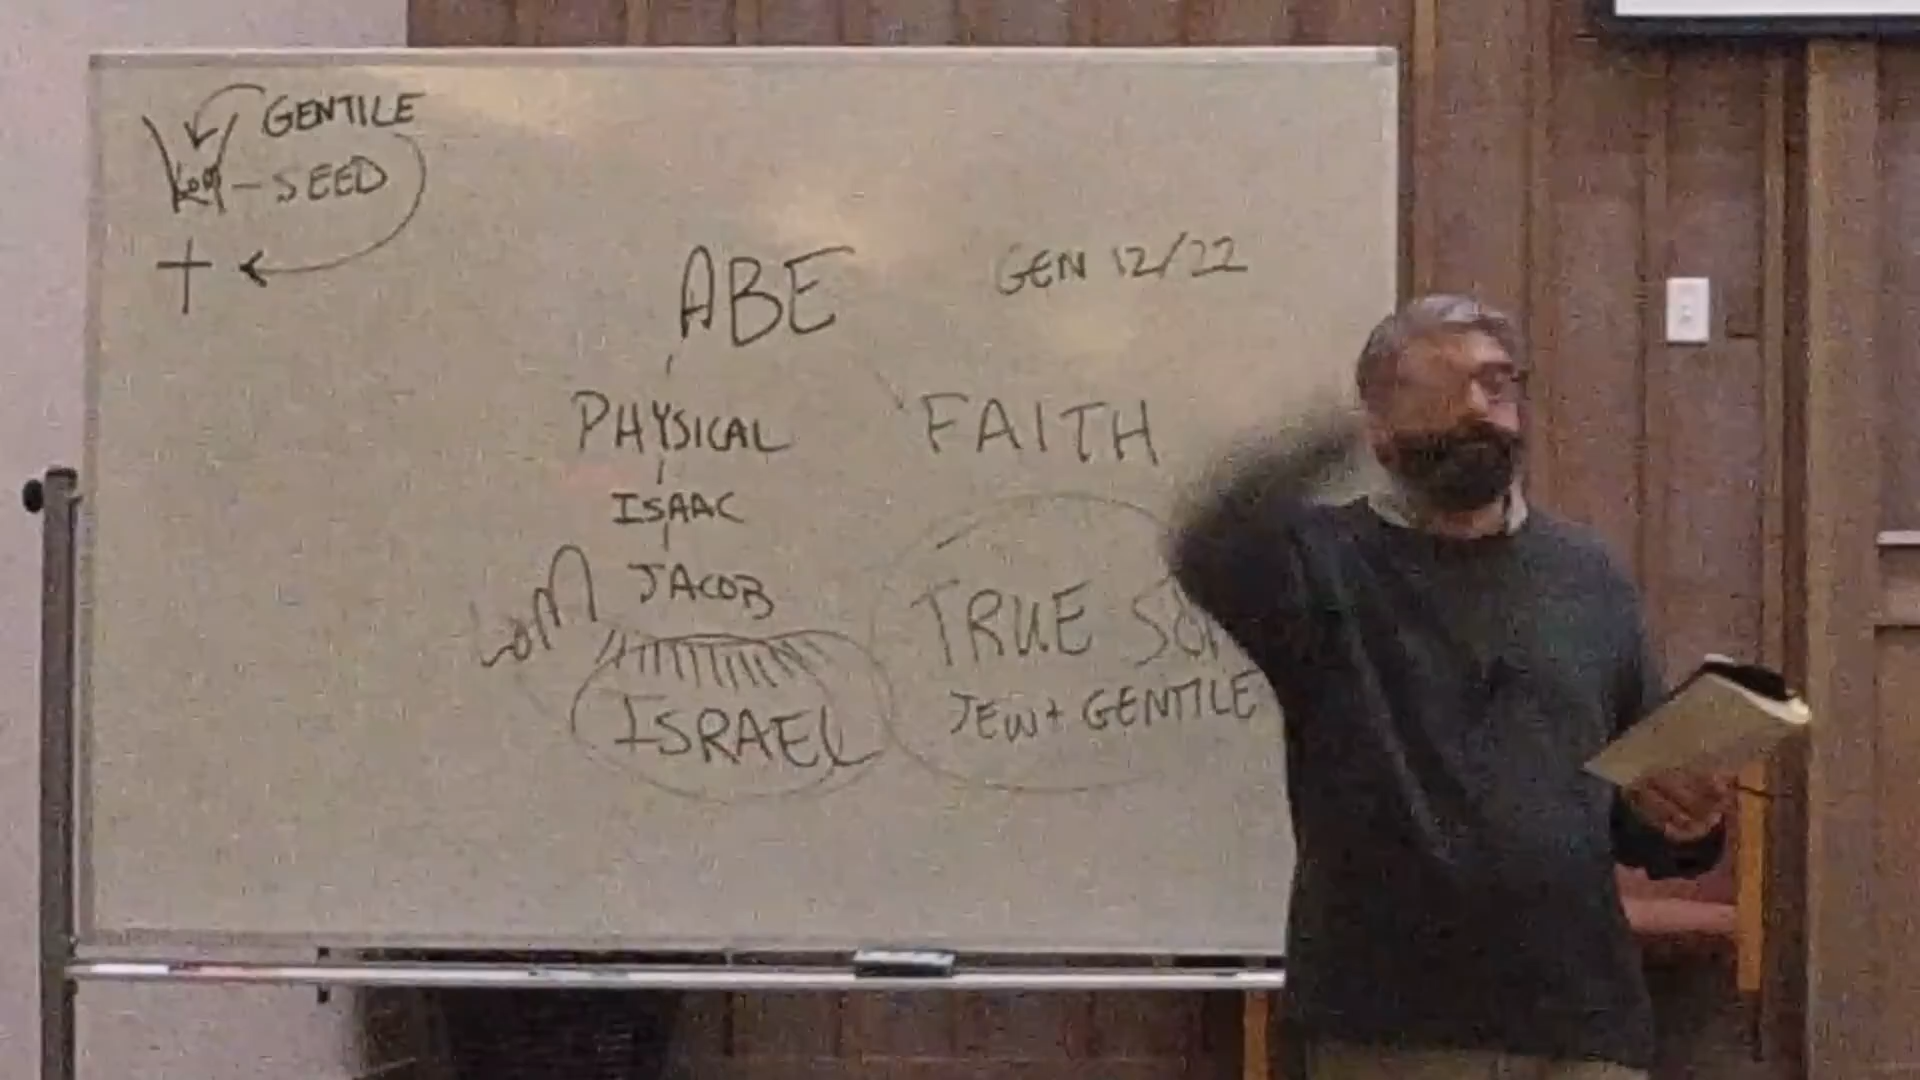 GENTILE
- SEED
ABE
GEN 12/22
PHYSICAL
FAITH
ISAAC
JACOB
TRUE
ISRAEL
JEW + GENTILE